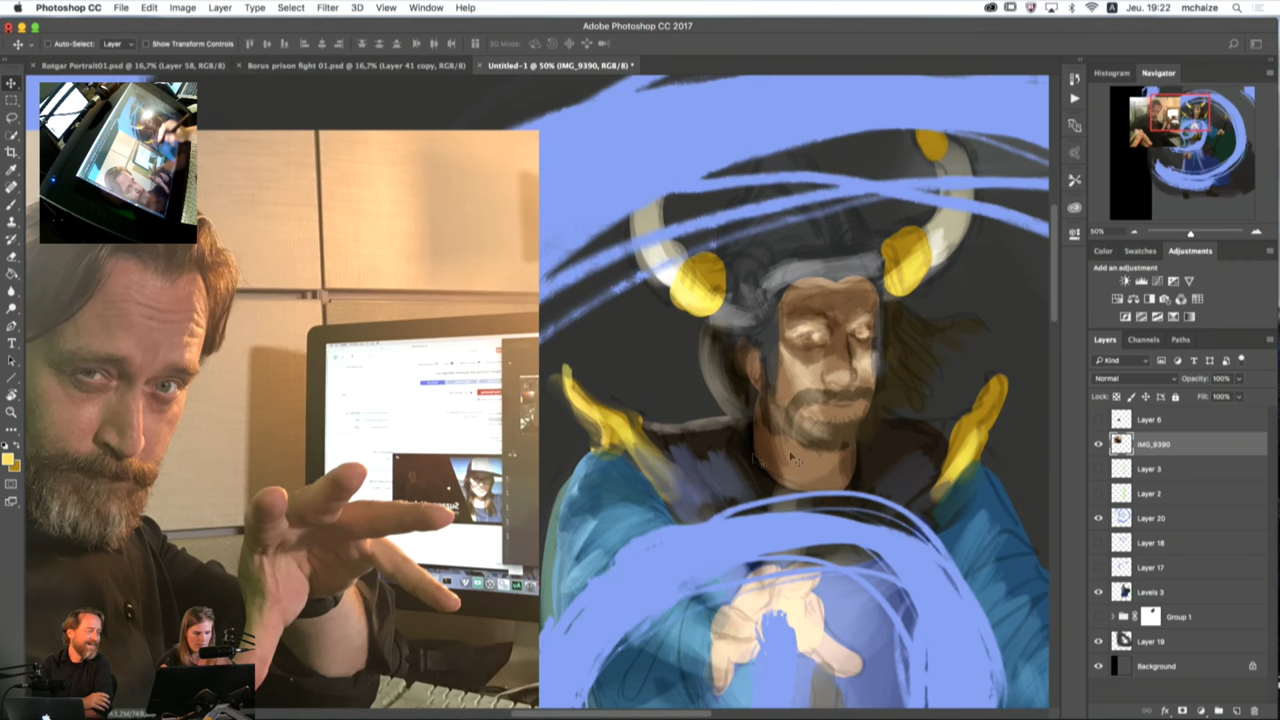 Photoshop CC File Edit Image Layer Type Select Filter 3D View Window Help
Jeu. 19:22 mchaize
Adobe Photoshop CC 2017
Auto-Select: Layer Show Transform Controls
3D Mode:
Rotgar Portrait01.psd @ 16,7% (Layer 58, RGB/8)
Borus prison fight 01.psd @ 16,7% (Layer 41 copy, RGB/8)
Untitled-1 @ 50% (IMG_9390, RGB/8) *
Histogram Navigator
50%
Color Swatches Adjustments
Add an adjustment
Layers Channels Paths
Kind
Normal Opacity: 100%
Lock: Fill: 100%
Layer 6
IMG_9390
Layer 3
Layer 2
Layer 20
Layer 18
Layer 17
Levels 3
Group 1
Layer 19
Background